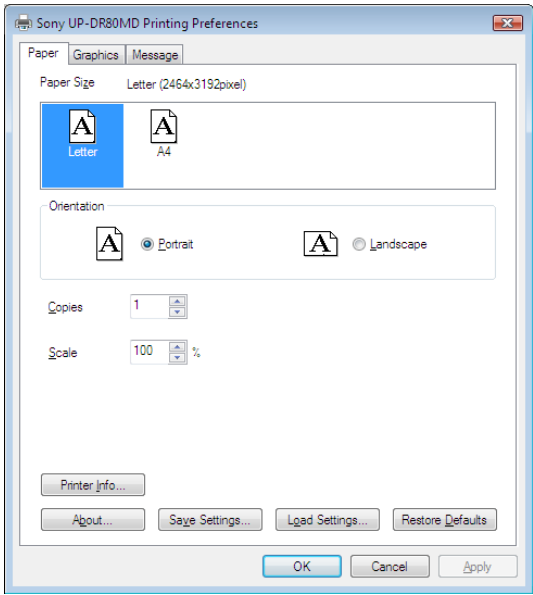 Sony UP-DR80MD Printing Preferences
Paper Graphics Message
Paper Size Letter (2464x3192pixel)
A A
Letter A4
Orientation
A Portrait A Landscape
Copies 1
Scale 100 %
Printer Info...
About... Save Settings... Load Settings... Restore Defaults
OK Cancel Apply